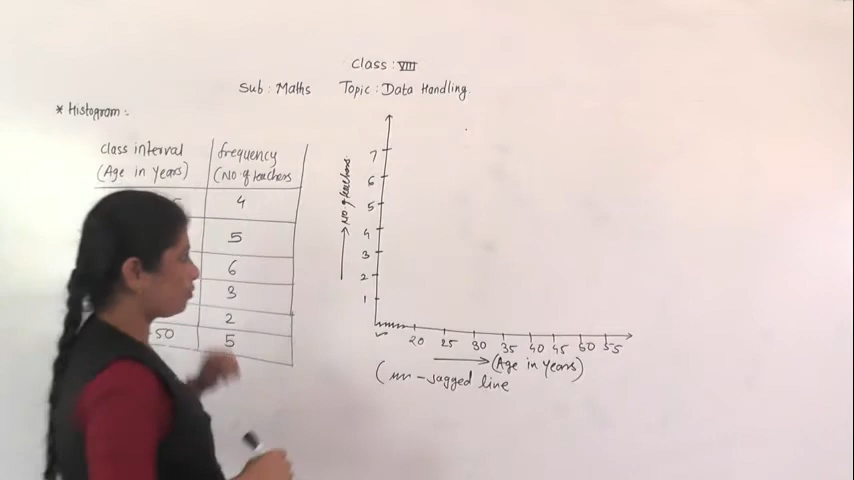 Class : VIII
Sub : Maths Topic : Data Handling
* Histogram :-
Class interval frequency
(Age in years) (No of teachers
4
5
6
3
2
50 5
No of teachers
7
6
5
4
3
2
1
20 25 30 35 40 45 50 55
(Age in years)
( - Jagged line